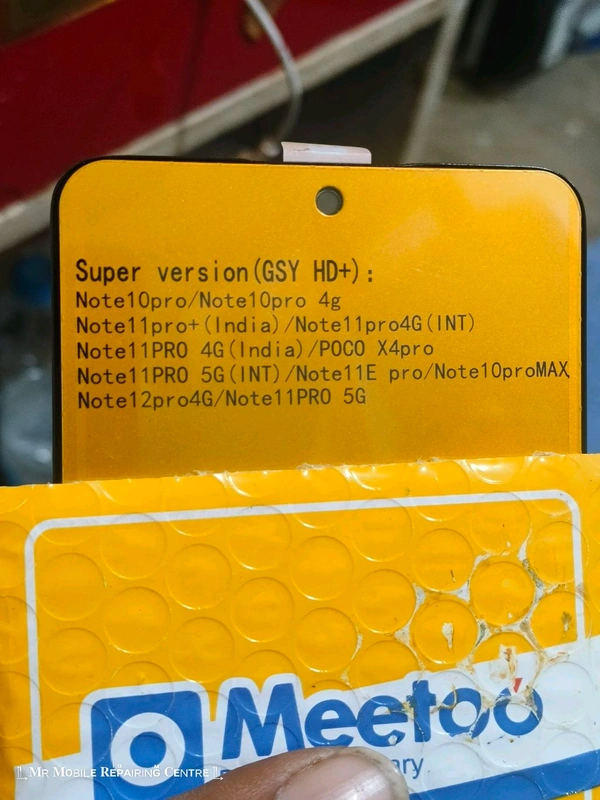 Super version(GSY HD+):
Note10pro/Note10pro 4g
Note11pro+(India)/Note11pro4G(INT)
Note11PRO 4G(India)/POCO X4pro
Note11PRO 5G(INT)/Note11E pro/Note10proMAX
Note12pro4G/Note11PRO 5G
Meetoo
MR MOBILE REPAIRING CENTRE